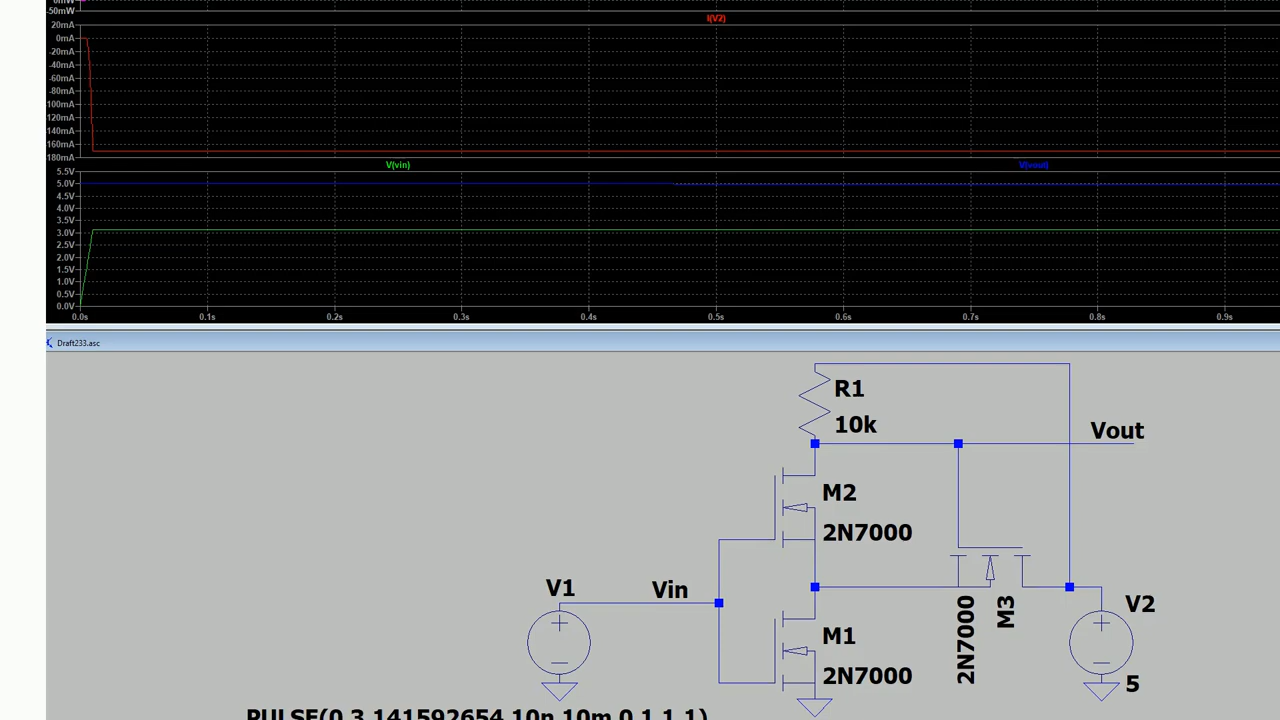 0mW
-50mW
I(V2)
20mA
0mA
-20mA
-40mA
-60mA
-80mA
100mA
120mA
140mA
160mA
180mA
V(vin)
V(vout)
5.5V
5.0V
4.5V
4.0V
3.5V
3.0V
2.5V
2.0V
1.5V
1.0V
0.5V
0.0V
0.0s 0.1s 0.2s 0.3s 0.4s 0.5s 0.6s 0.7s 0.8s 0.9s
Draft233.asc
R1
10k
Vout
M2
2N7000
V1
Vin
M3
2N7000
V2
5
M1
2N7000
PULSE(0 3.141592654 10n 10m 0 1 1 1)